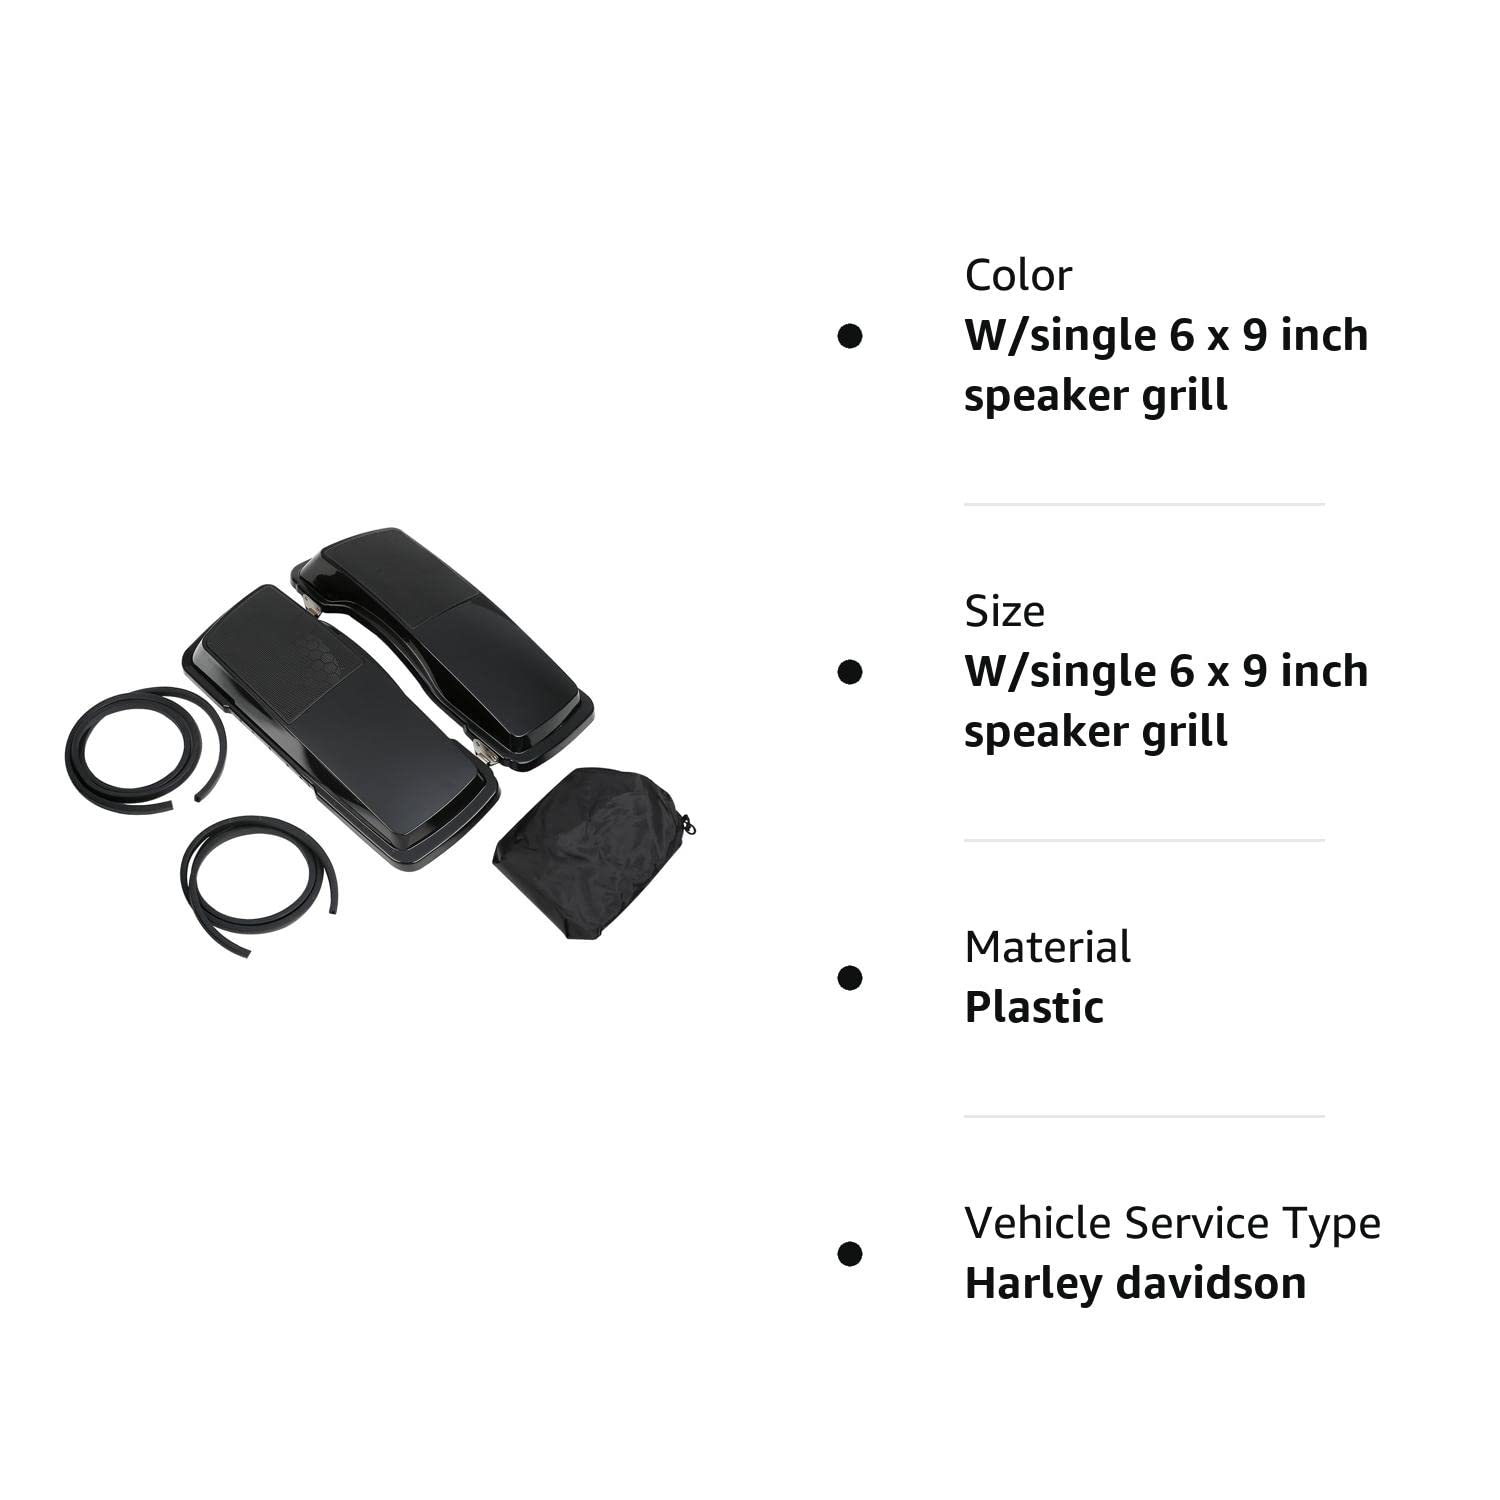 Color
W/single 6 x 9 inch
speaker grill
Size
W/single 6 x 9 inch
speaker grill
Material
Plastic
Vehicle Service Type
Harley davidson